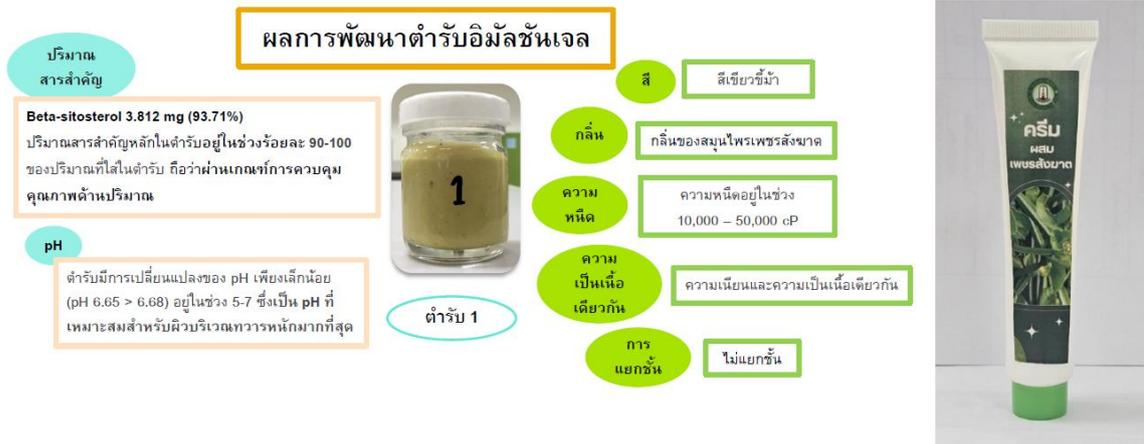 ผลการพัฒนาตำรับอิมัลชันเจล
ปริมาณ
สารสำคัญ
Beta-sitosterol 3.812 mg (93.71%)
ปริมาณสารสำคัญหลักในตำรับอยู่ในช่วงร้อยละ 90-100
ของปริมาณที่ใส่ในตำรับ ถือว่าผ่านเกณฑ์การควบคุม
คุณภาพด้านปริมาณ
pH
ตำรับมีการเปลี่ยนแปลงของ pH เพียงเล็กน้อย
(pH 6.65 > 6.68) อยู่ในช่วง 5-7 ซึ่งเป็น pH ที่
เหมาะสมสำหรับผิวบริเวณทวารหนักมากที่สุด
1
ตำรับ 1
สี
สีเขียวขี้ม้า
กลิ่น
กลิ่นของสมุนไพรเพชรสังฆาต
ความ
หนืด
ความหนืดอยู่ในช่วง
10,000 – 50,000 cP
ความ
เป็นเนื้อ
เดียวกัน
ความเนียนและความเป็นเนื้อเดียวกัน
การ
แยกชั้น
ไม่แยกชั้น
ครีม
ผสม
เพชรสังฆาต